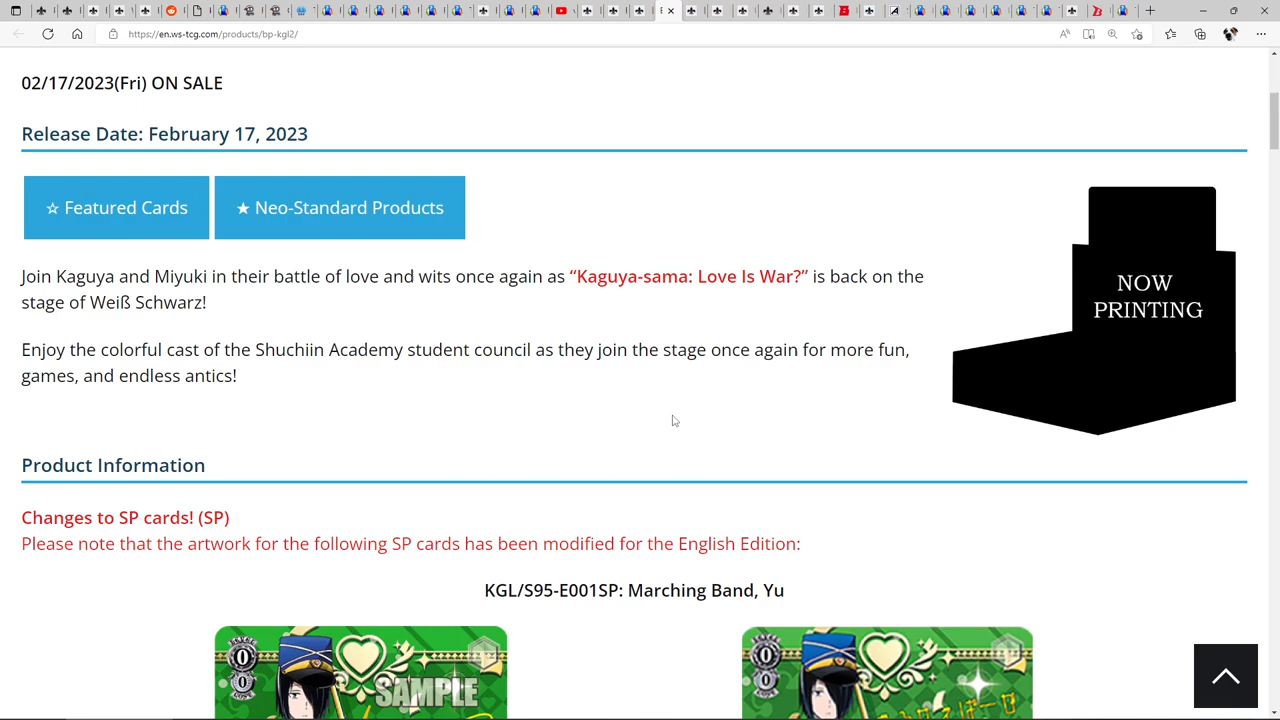 https://en.ws-tcg.com/products/bp-kgl2/
02/17/2023(Fri) ON SALE
Release Date: February 17, 2023
☆ Featured Cards
★ Neo-Standard Products
Join Kaguya and Miyuki in their battle of love and wits once again as “Kaguya-sama: Love Is War?” is back on the
stage of Weiß Schwarz!
Enjoy the colorful cast of the Shuchiin Academy student council as they join the stage once again for more fun,
games, and endless antics!
NOW
PRINTING
Product Information
Changes to SP cards! (SP)
Please note that the artwork for the following SP cards has been modified for the English Edition:
KGL/S95-E001SP: Marching Band, Yu
0
0
SAMPLE
0
0